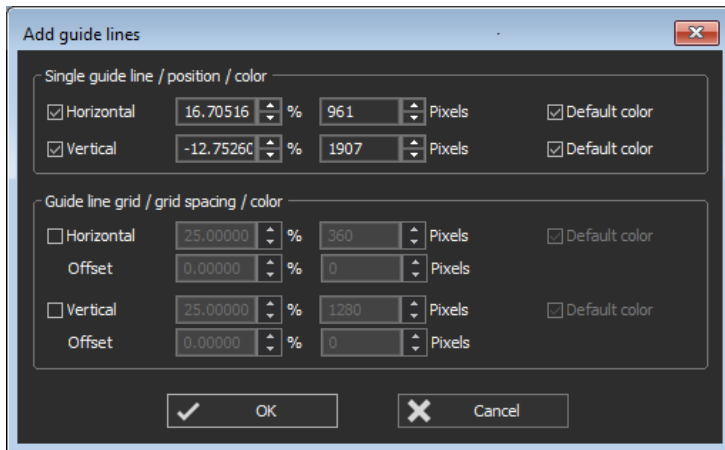 Add guide lines
Single guide line / position / color
Horizontal 16.70516 % 961 Pixels Default color
Vertical -12.7526 % 1907 Pixels Default color
Guide line grid / grid spacing / color
Horizontal 25.00000 % 360 Pixels Default color
Offset 0.00000 % 0 Pixels
Vertical 25.00000 % 1280 Pixels Default color
Offset 0.00000 % 0 Pixels
OK Cancel